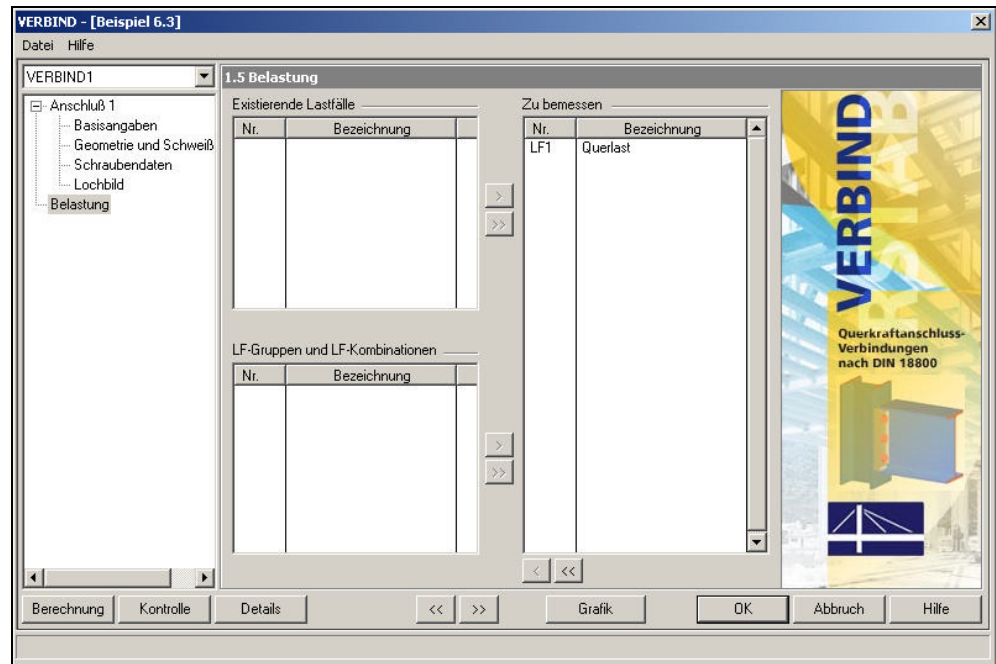 VERBIND - [Beispiel 6.3]
Datei Hilfe
VERBIND1
1.5 Belastung
Anschluß 1
Basisangaben
Geometrie und Schweiß
Schraubendaten
Lochbild
Belastung
Existierende Lastfälle
Nr. Bezeichnung
>
>>
LF-Gruppen und LF-Kombinationen
Nr. Bezeichnung
>
>>
Zu bemessen
Nr. Bezeichnung
LF1 Querlast
< <<
VERBIND
RSTAB
Querkraftanschluss-
Verbindungen
nach DIN 18800
Berechnung Kontrolle Details << >> Grafik OK Abbruch Hilfe